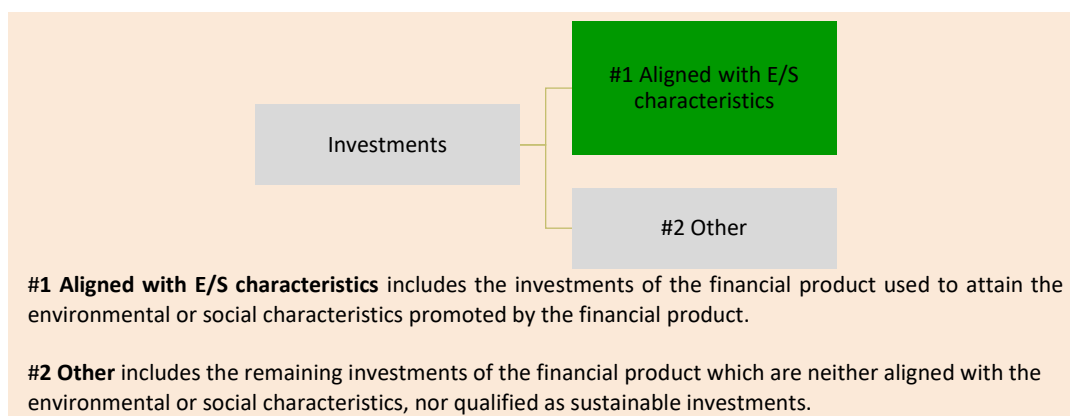 #1 Aligned with E/S
characteristics
Investments
#2 Other
#1 Aligned with E/S characteristics includes the investments of the financial product used to attain the
environmental or social characteristics promoted by the financial product.
#2 Other includes the remaining investments of the financial product which are neither aligned with the
environmental or social characteristics, nor qualified as sustainable investments.